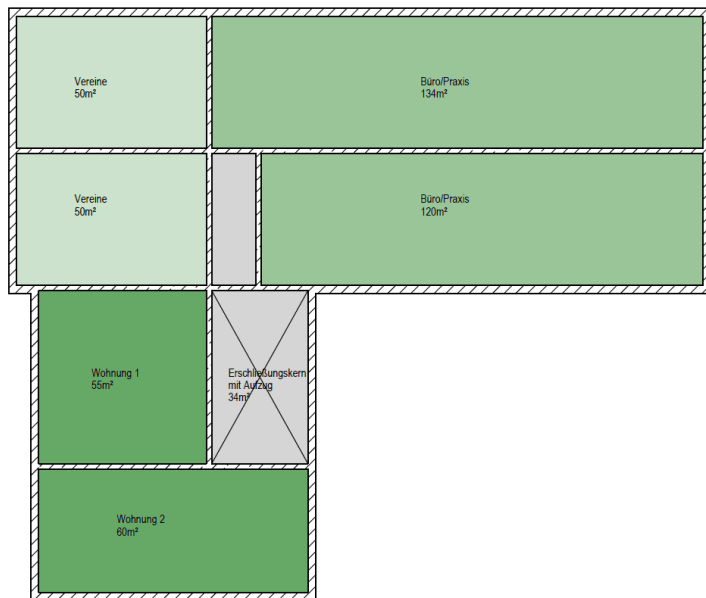 Vereine
50m²
Büro/Praxis
134m²
Vereine
50m²
Büro/Praxis
120m²
Wohnung 1
55m²
Erschließungskern
mit Aufzug
34m²
Wohnung 2
60m²